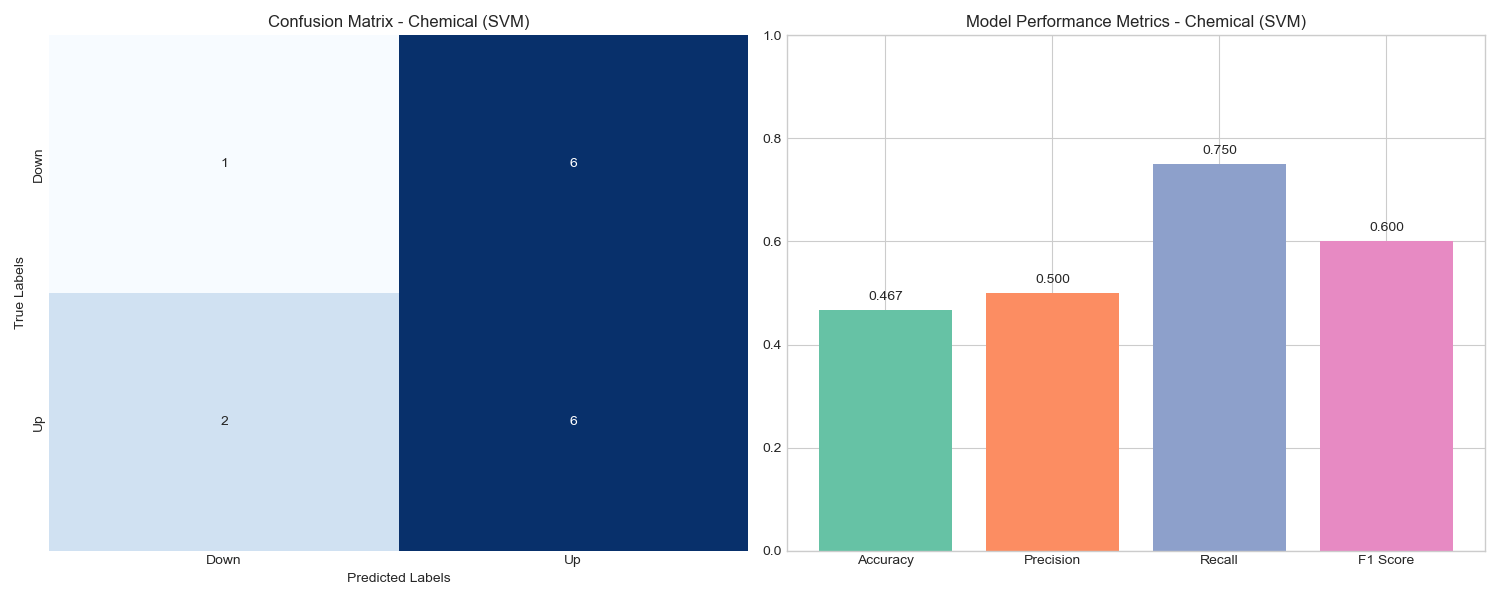 Confusion Matrix - Chemical (SVM)
Down
Up
True Labels
1
6
2
6
Down
Up
Predicted Labels
Model Performance Metrics - Chemical (SVM)
1.0
0.8
0.6
0.4
0.2
0.0
0.467
0.500
0.750
0.600
Accuracy
Precision
Recall
F1 Score